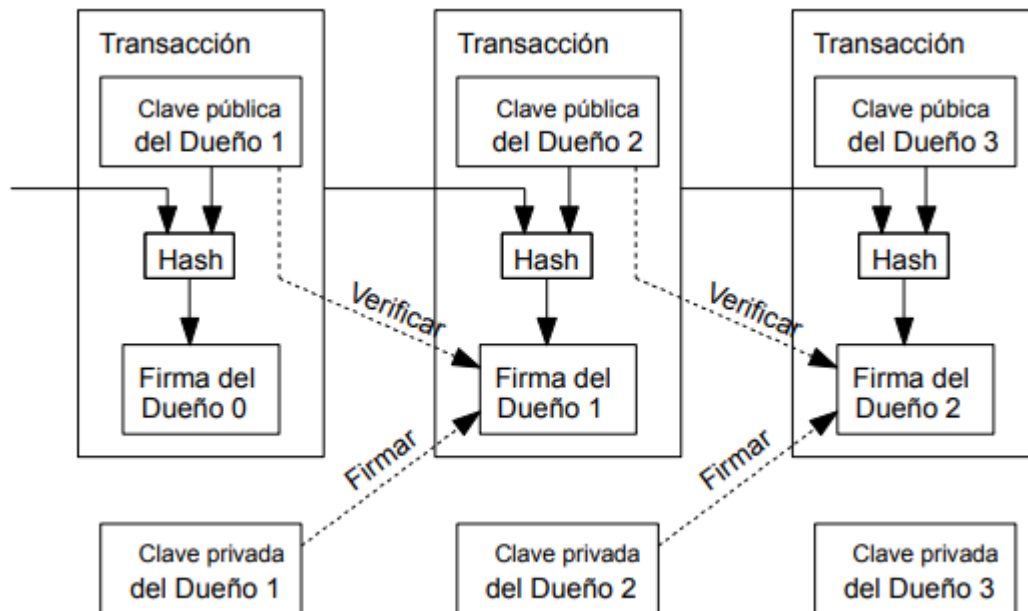 Transacción
Clave pública
del Dueño 1
Hash
Firma del
Dueño 0
Transacción
Clave pública
del Dueño 2
Hash
Firma del
Dueño 1
Transacción
Clave púbica
del Dueño 3
Hash
Firma del
Dueño 2
Verificar
Verificar
Firmar
Firmar
Clave privada
del Dueño 1
Clave privada
del Dueño 2
Clave privada
del Dueño 3